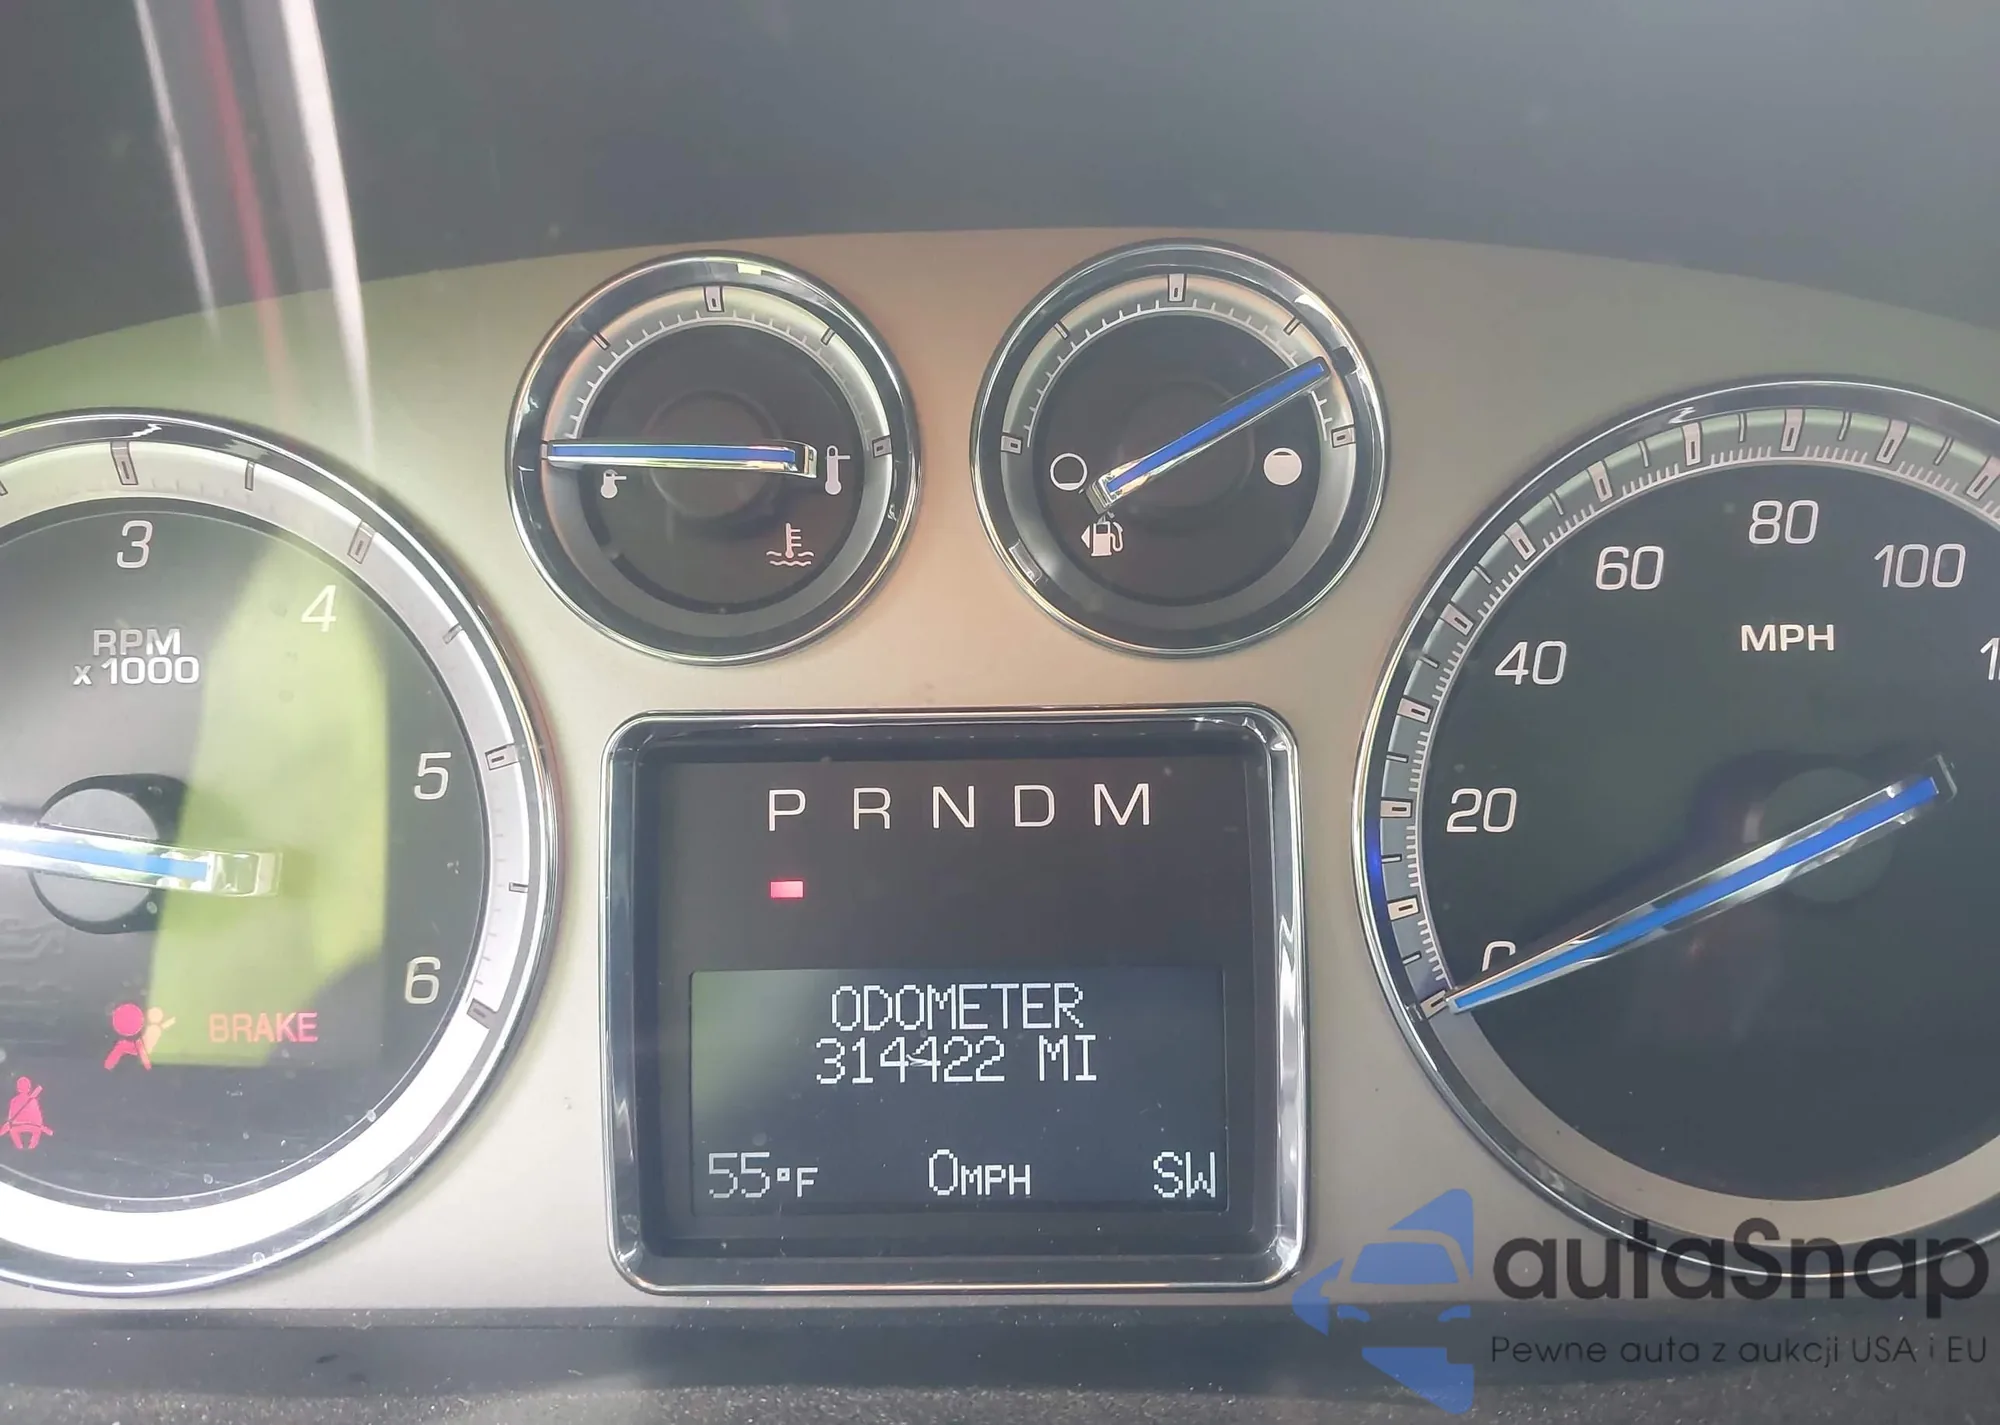 3
4
5
6
RPM
x 1000
BRAKE
P R N D M
ODOMETER
314422 MI
55°F 0MPH SW
0
20
40
60
80
100
MPH
autaSnap
Pewne auta z aukcji USA i EU